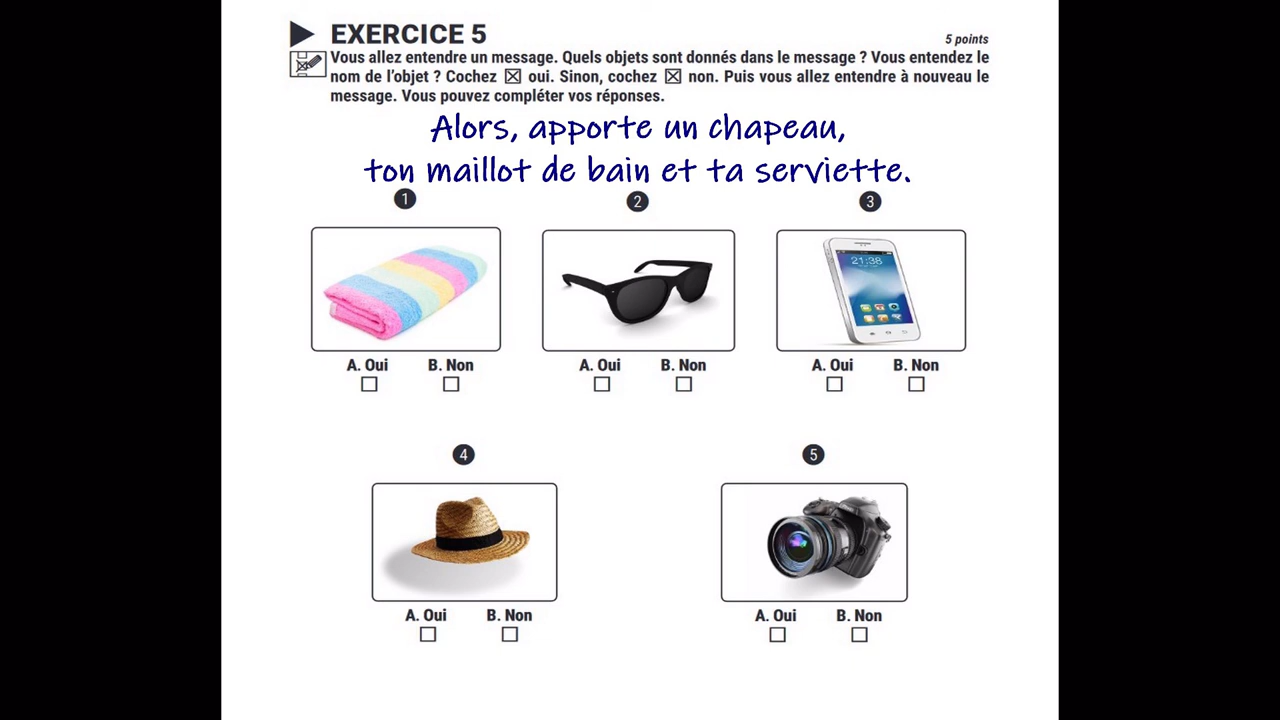 EXERCICE 5
5 points
Vous allez entendre un message. Quels objets sont donnés dans le message ? Vous entendez le
nom de l'objet ? Cochez ☒ oui. Sinon, cochez ☒ non. Puis vous allez entendre à nouveau le
message. Vous pouvez compléter vos réponses.
Alors, apporte un chapeau,
ton maillot de bain et ta serviette.
1 2 3
21:38
A. Oui B. Non A. Oui B. Non A. Oui B. Non
4 5
A. Oui B. Non A. Oui B. Non